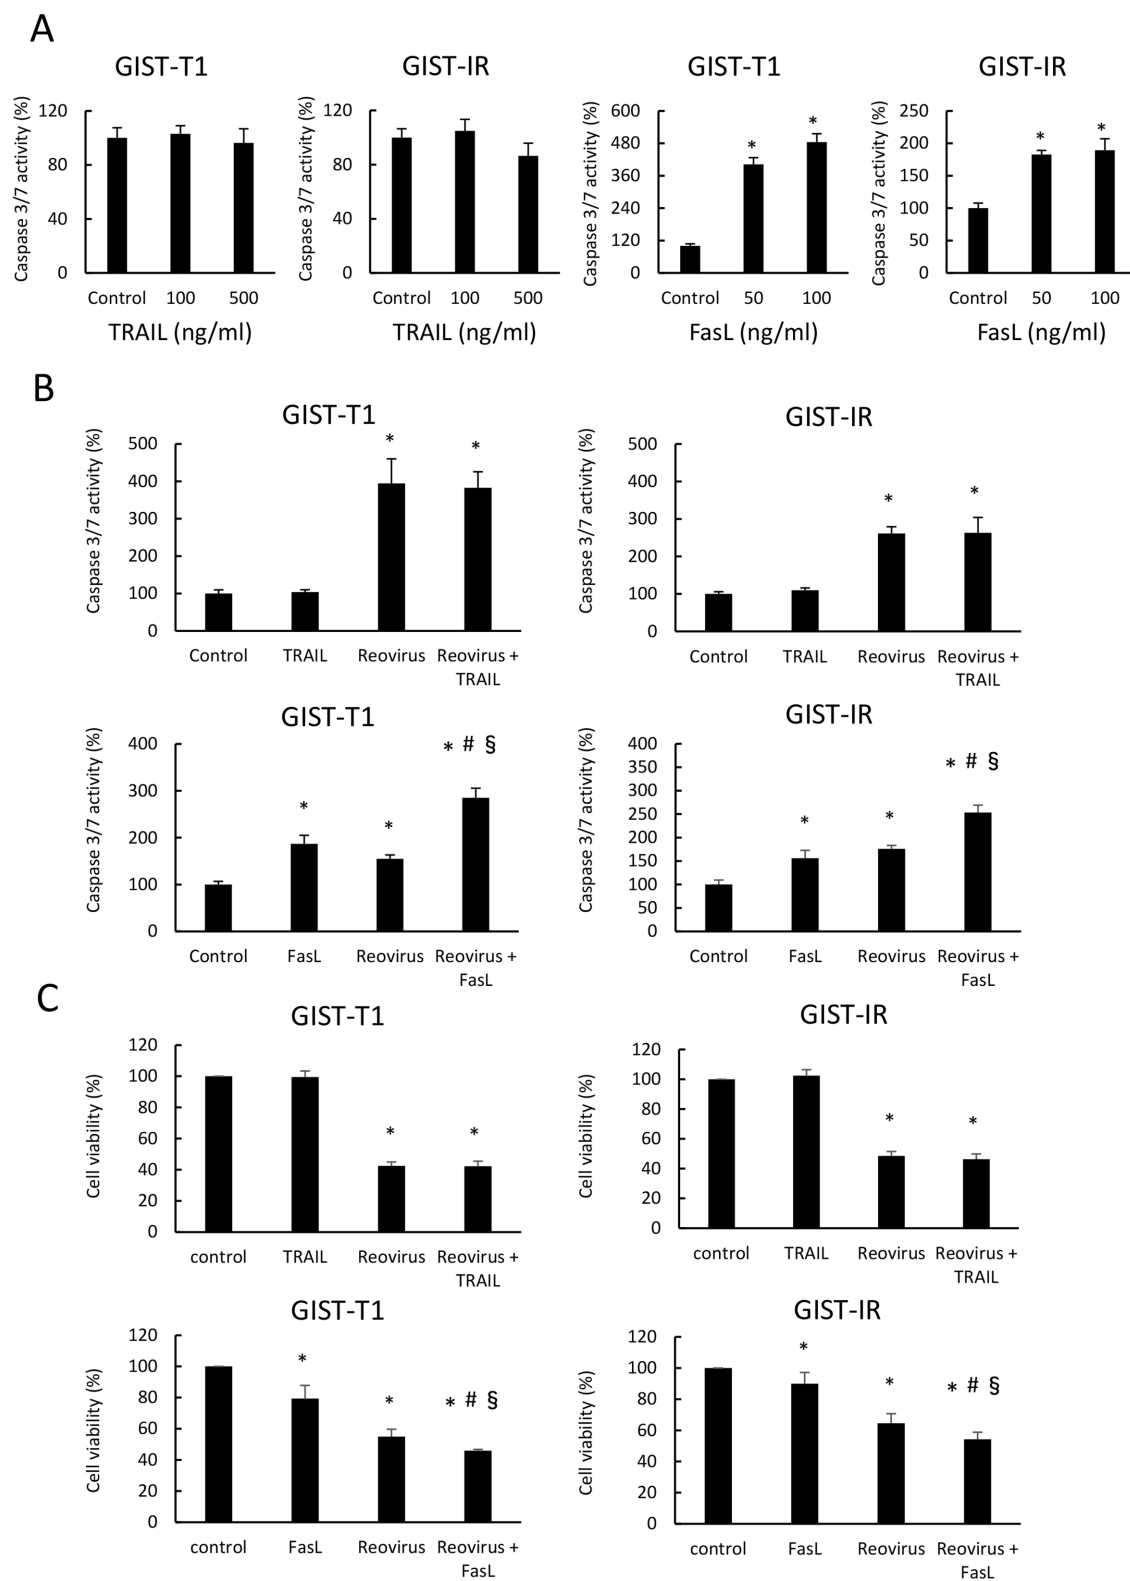 A
GIST-T1
GIST-IR
GIST-T1
GIST-IR
Caspase 3/7 activity (%)
120
80
40
0
Control 100 500
TRAIL (ng/ml)
Caspase 3/7 activity (%)
120
80
40
0
Control 100 500
TRAIL (ng/ml)
Caspase 3/7 activity (%)
600
480
360
240
120
0
* *
Control 50 100
FasL (ng/ml)
Caspase 3/7 activity (%)
250
200
150
100
50
0
* *
Control 50 100
FasL (ng/ml)
B
GIST-T1
Caspase 3/7 activity (%)
500
400
300
200
100
0
* *
Control TRAIL Reovirus Reovirus +
TRAIL
GIST-IR
Caspase 3/7 activity (%)
500
400
300
200
100
0
* *
Control TRAIL Reovirus Reovirus +
TRAIL
GIST-T1
Caspase 3/7 activity (%)
400
300
200
100
0
* * * # §
Control FasL Reovirus Reovirus +
FasL
GIST-IR
Caspase 3/7 activity (%)
400
350
300
250
200
150
100
50
0
* * * # §
Control FasL Reovirus Reovirus +
FasL
C
GIST-T1
Cell viability (%)
120
100
80
60
40
20
0
* *
control TRAIL Reovirus Reovirus +
TRAIL
GIST-IR
Cell viability (%)
120
100
80
60
40
20
0
* *
control TRAIL Reovirus Reovirus +
TRAIL
GIST-T1
Cell viability (%)
120
100
80
60
40
20
0
* * * # §
control FasL Reovirus Reovirus +
FasL
GIST-IR
Cell viability (%)
120
100
80
60
40
20
0
* * * # §
control FasL Reovirus Reovirus +
FasL